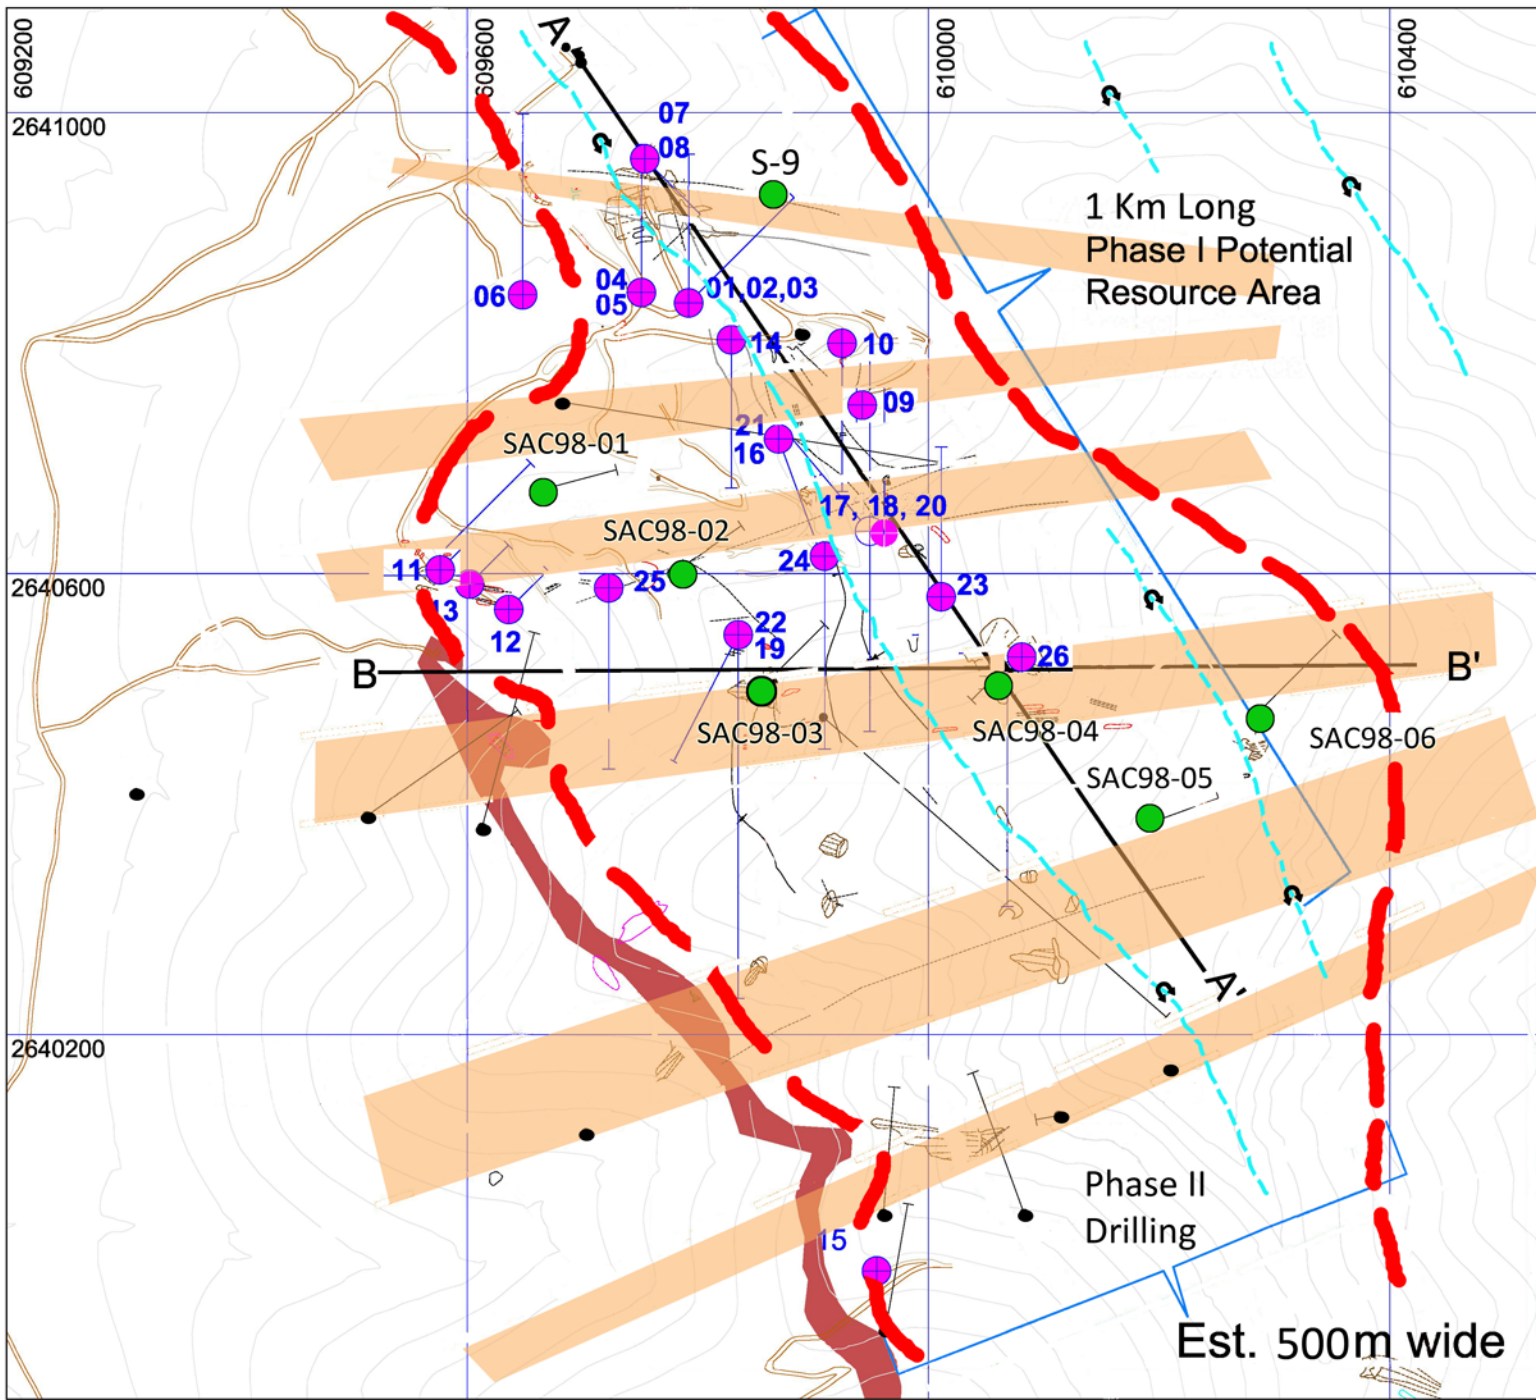 609200
609600
610000
610400
A
2641000
07
08
S-9
1 Km Long
Phase I Potential
Resource Area
06
04
05
01,02,03
14
10
09
21
16
SAC98-01
17, 18, 20
SAC98-02
24
11
13
12
25
23
2640600
22
19
26
B
B'
SAC98-03
SAC98-04
SAC98-06
SAC98-05
A'
2640200
Phase II
Drilling
15
Est. 500m wide